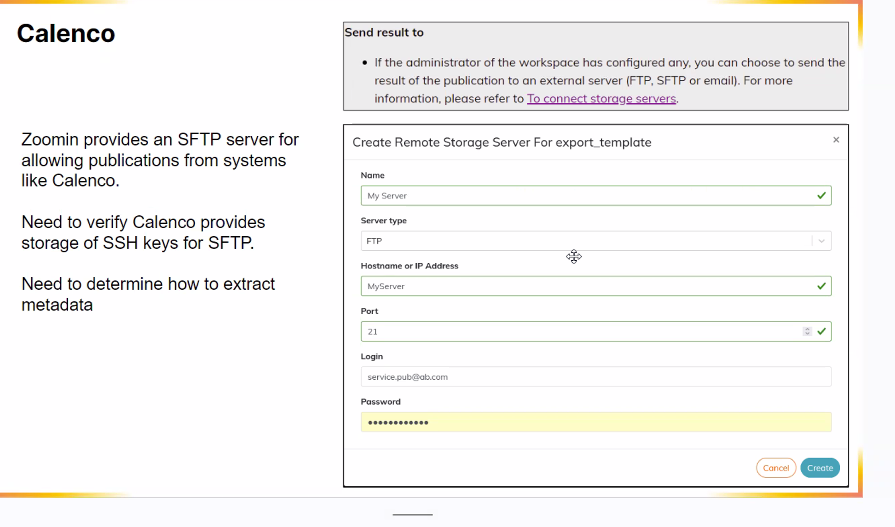 Calenco
Zoomin provides an SFTP server for
allowing publications from systems
like Calenco.
Need to verify Calenco provides
storage of SSH keys for SFTP.
Need to determine how to extract
metadata
Send result to
• If the administrator of the workspace has configured any, you can choose to send the
result of the publication to an external server (FTP, SFTP or email). For more
information, please refer to To connect storage servers.
Create Remote Storage Server For export_template
×
Name
My Server
Server type
FTP
Hostname or IP Address
MyServer
Port
21
Login
service.pub@ab.com
Password
••••••••••••
Cancel Create